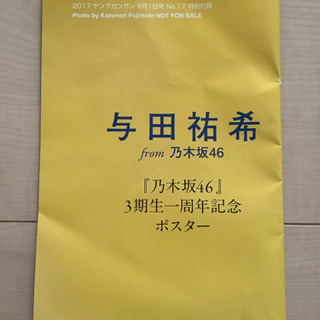 2017 ヤングガンガン 9月1日号 No.17 特別付録
Photo by Kazunori Fujimoto NOT FOR SALE
与田祐希
from 乃木坂46
『乃木坂46』
3期生一周年記念
ポスター